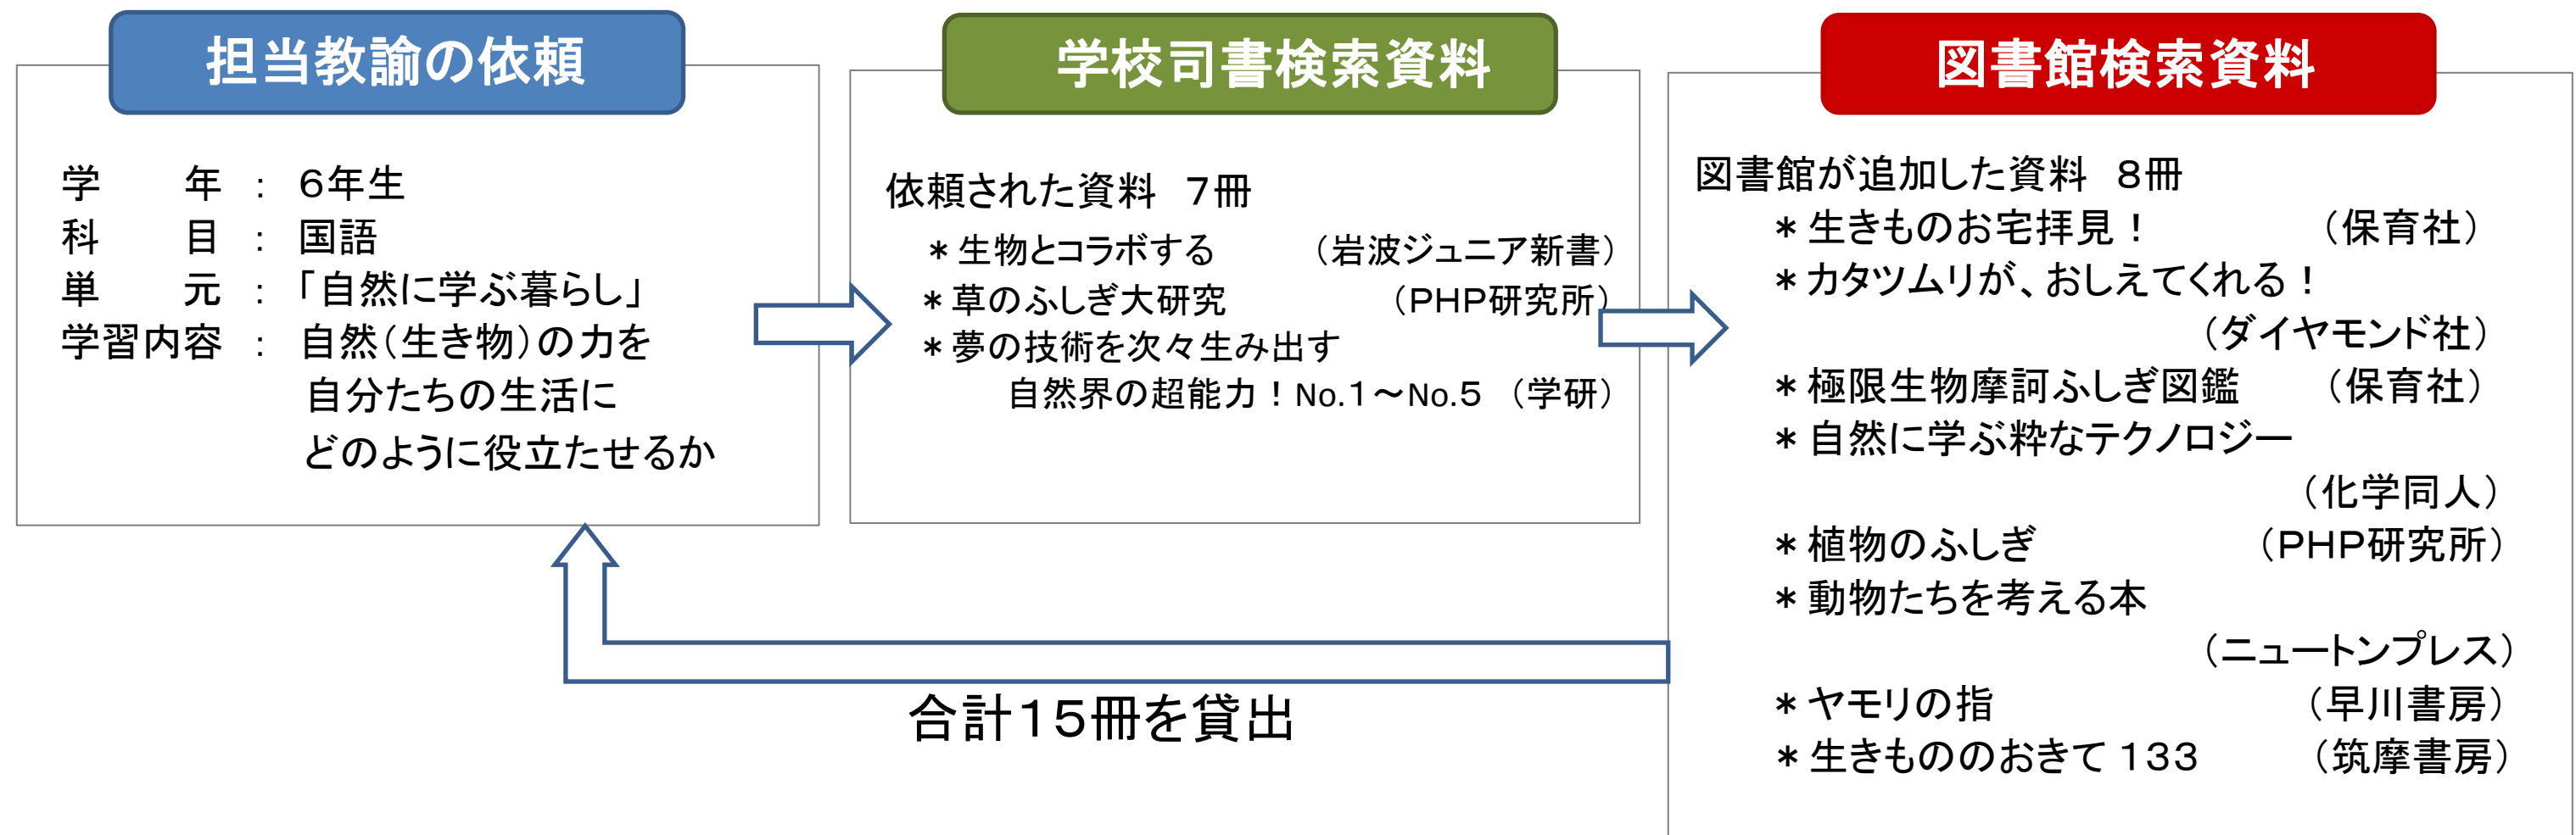 担当教諭の依頼
学　　年 : ６年生
科　　目 : 国語
単　　元 : 「自然に学ぶ暮らし」
学習内容 : 自然（生き物）の力を
自分たちの生活に
どのように役立たせるか
学校司書検索資料
依頼された資料　７冊
＊生物とコラボする　（岩波ジュニア新書）
＊草のふしぎ大研究　（ＰＨＰ研究所）
＊夢の技術を次々生み出す
自然界の超能力！No.１～No.５ （学研）
図書館検索資料
図書館が追加した資料　８冊
＊生きものお宅拝見！　（保育社）
＊カタツムリが、おしえてくれる！
（ダイヤモンド社）
＊極限生物摩訶ふしぎ図鑑　（保育社）
＊自然に学ぶ粋なテクノロジー
（化学同人）
＊植物のふしぎ　（ＰＨＰ研究所）
＊動物たちを考える本
（ニュートンプレス）
＊ヤモリの指　（早川書房）
＊生きもののおきて１３３　（筑摩書房）
合計１５冊を貸出